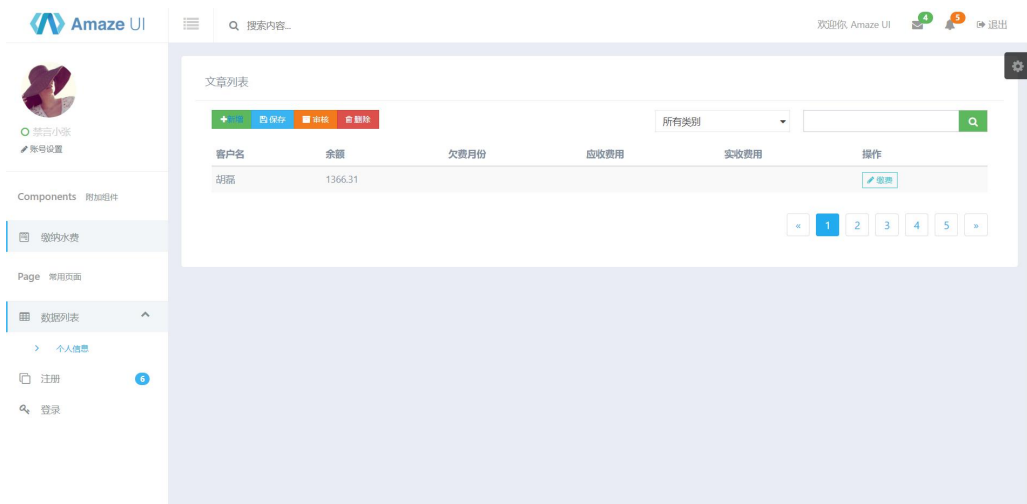 Amaze UI
搜索内容...
欢迎你, Amaze UI
4
5
退出
文章列表
禁言小张
账号设置
新增
保存
审核
删除
所有类别
客户名 余额 欠费月份 应收费用 实收费用 操作
胡磊 1366.31 缴费
« 1 2 3 4 5 »
Components 附加组件
缴纳水费
Page 常用页面
数据列表
个人信息
注册 6
登录